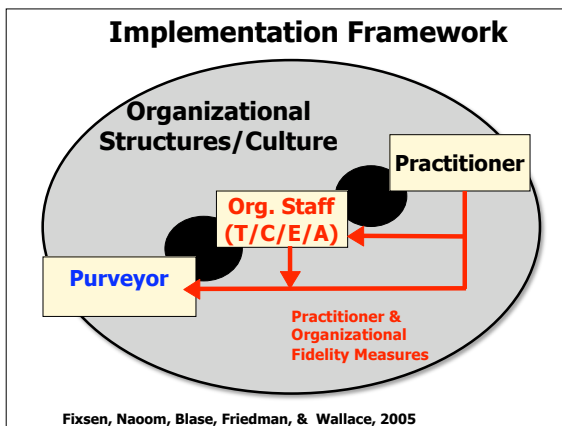 Implementation Framework
Organizational
Structures/Culture
Practitioner
Org. Staff
(T/C/E/A)
Purveyor
Practitioner &
Organizational
Fidelity Measures
Fixsen, Naoom, Blase, Friedman, & Wallace, 2005